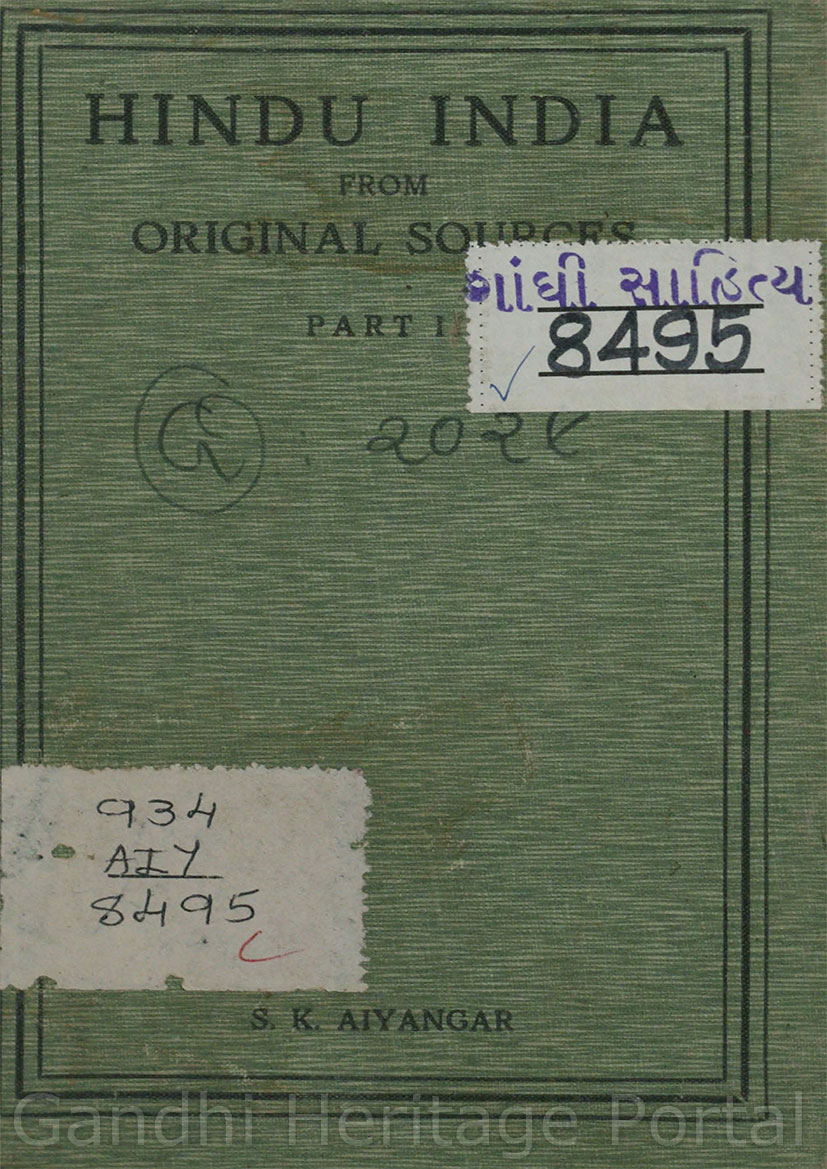 HINDU INDIA
FROM
ORIGINAL SOURCES
PART I
ગાંધી સાહિત્ય
8495
૨૦૨૯
934
AIY
8495
S. K. AIYANGAR
Gandhi Heritage Portal